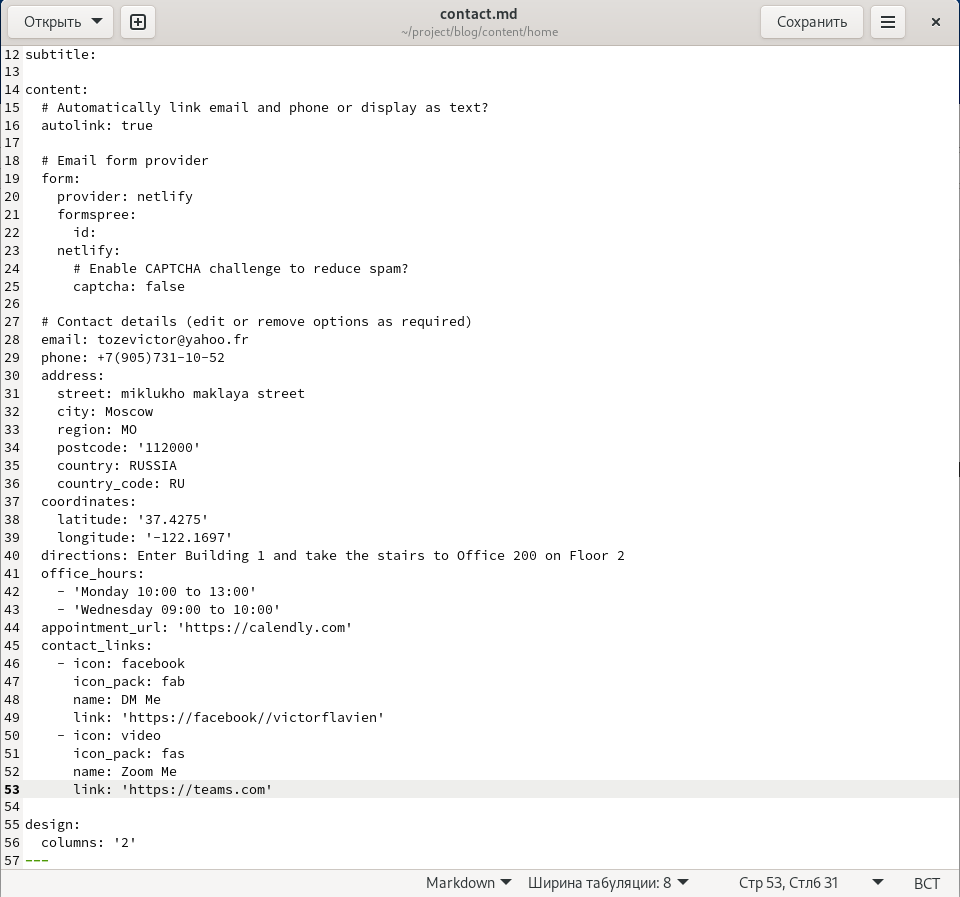 Открыть
contact.md
~/project/blog/content/home
Сохранить
12 subtitle:
13
14 content:
15   # Automatically link email and phone or display as text?
16   autolink: true
17
18   # Email form provider
19   form:
20     provider: netlify
21     formspree:
22       id:
23     netlify:
24       # Enable CAPTCHA challenge to reduce spam?
25       captcha: false
26
27   # Contact details (edit or remove options as required)
28   email: tozevictor@yahoo.fr
29   phone: +7(905)731-10-52
30   address:
31     street: miklukho maklaya street
32     city: Moscow
33     region: MO
34     postcode: '112000'
35     country: RUSSIA
36     country_code: RU
37   coordinates:
38     latitude: '37.4275'
39     longitude: '-122.1697'
40   directions: Enter Building 1 and take the stairs to Office 200 on Floor 2
41   office_hours:
42     - 'Monday 10:00 to 13:00'
43     - 'Wednesday 09:00 to 10:00'
44   appointment_url: 'https://calendly.com'
45   contact_links:
46     - icon: facebook
47       icon_pack: fab
48       name: DM Me
49       link: 'https://facebook//victorflavien'
50     - icon: video
51       icon_pack: fas
52       name: Zoom Me
53       link: 'https://teams.com'
54
55 design:
56   columns: '2'
57 ---
Markdown Ширина табуляции: 8 Стр 53, Стлб 31 ВСТ